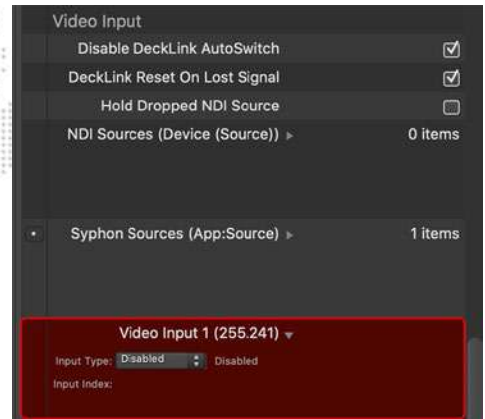 Video Input
Disable DeckLink AutoSwitch
DeckLink Reset On Lost Signal
Hold Dropped NDI Source
NDI Sources (Device (Source)) 0 items
Syphon Sources (App:Source) 1 items
Video Input 1 (255.241)
Input Type: Disabled Disabled
Input Index: